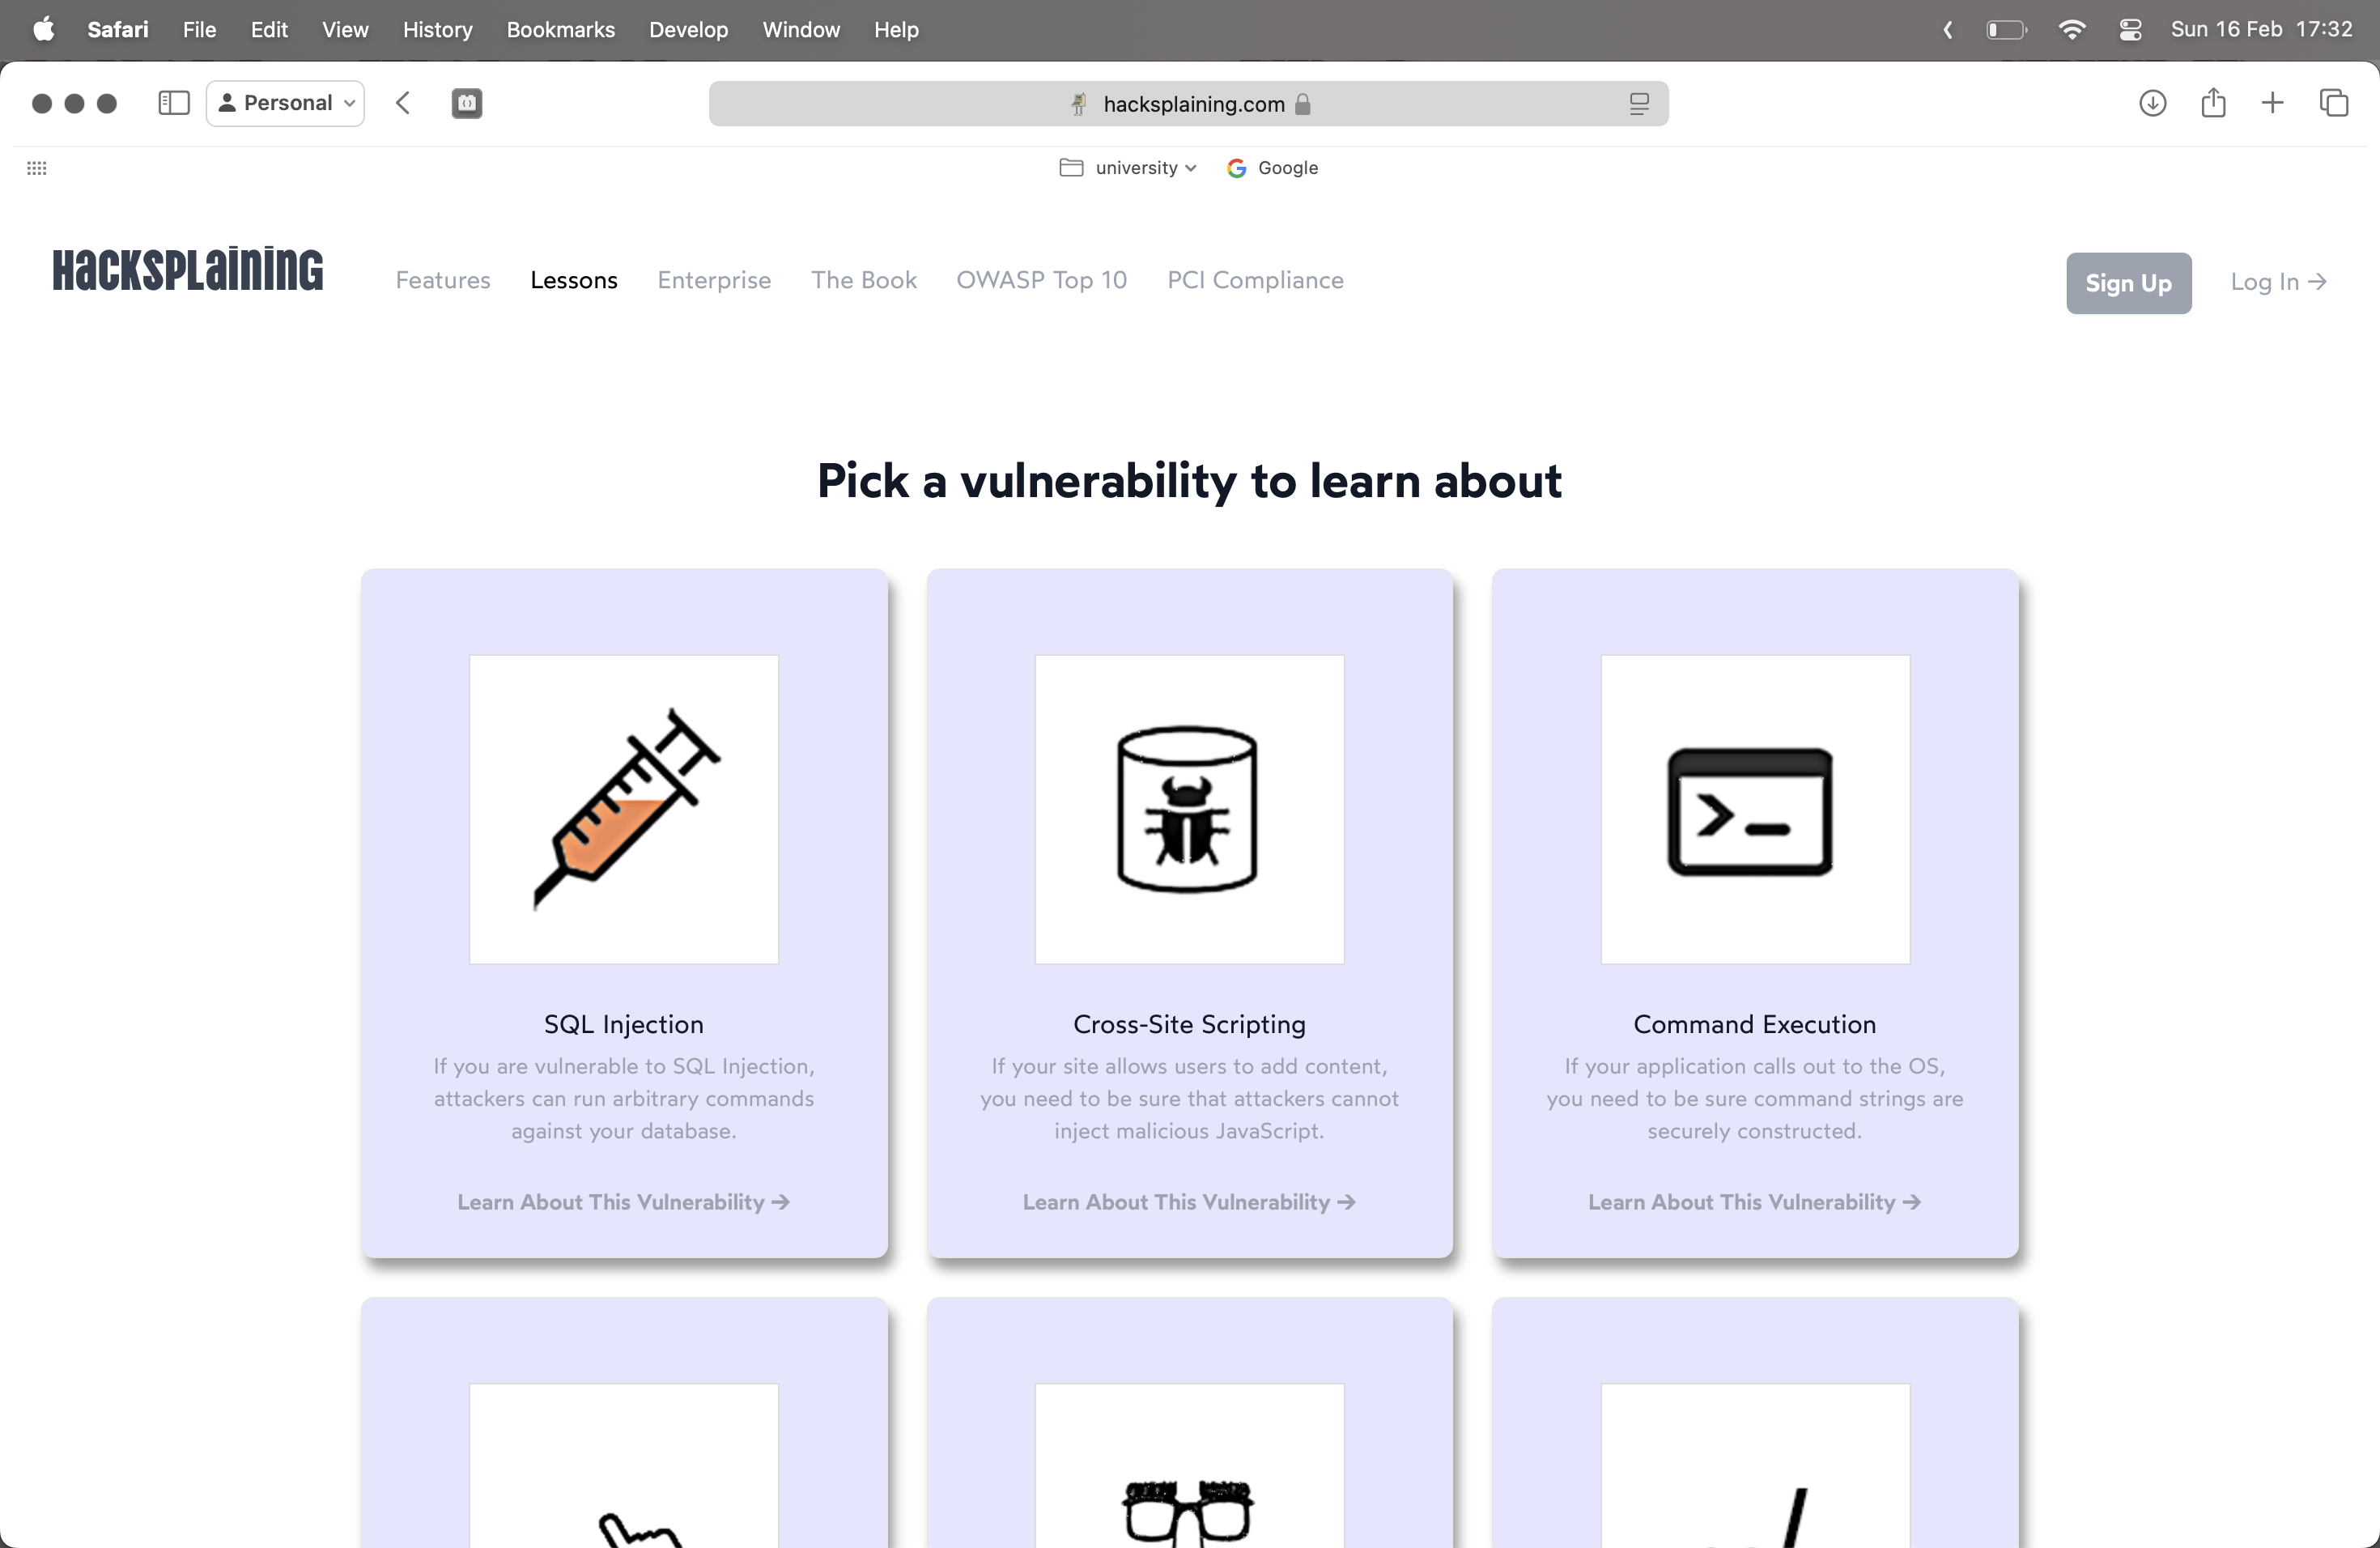 Safari File Edit View History Bookmarks Develop Window Help Sun 16 Feb 17:32
Personal hacksplaining.com
university Google
HackSPLaining Features Lessons Enterprise The Book OWASP Top 10 PCI Compliance Sign Up Log In →
Pick a vulnerability to learn about
SQL Injection
If you are vulnerable to SQL Injection,
attackers can run arbitrary commands
against your database.
Learn About This Vulnerability →
Cross-Site Scripting
If your site allows users to add content,
you need to be sure that attackers cannot
inject malicious JavaScript.
Learn About This Vulnerability →
Command Execution
If your application calls out to the OS,
you need to be sure command strings are
securely constructed.
Learn About This Vulnerability →